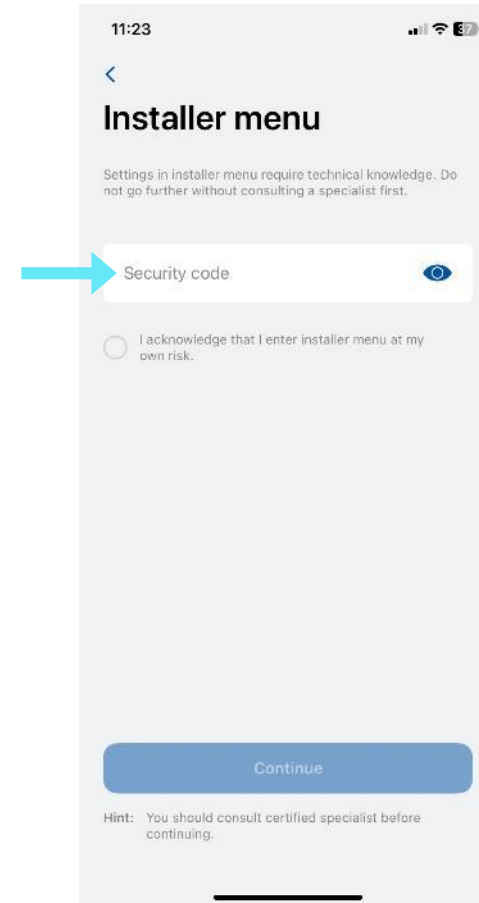 11:23
37
Installer menu
Settings in installer menu require technical knowledge. Do
not go further without consulting a specialist first.
Security code
I acknowledge that I enter installer menu at my
own risk.
Continue
Hint: You should consult certified specialist before
continuing.